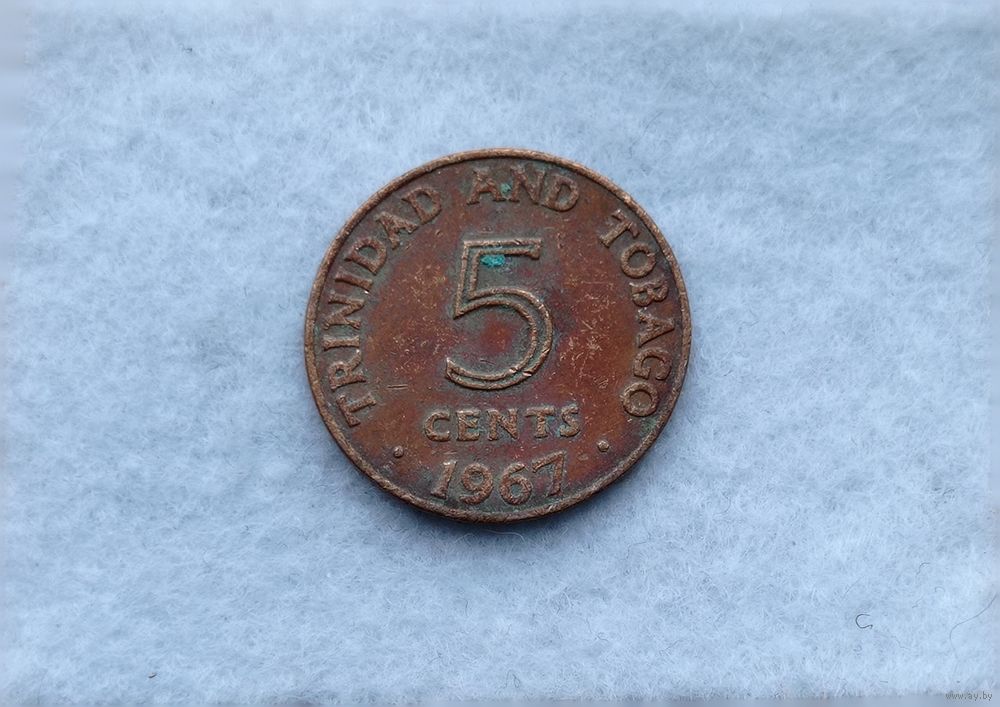 TRINIDAD AND TOBAGO
5
CENTS
· 1967 ·
www.ay.by